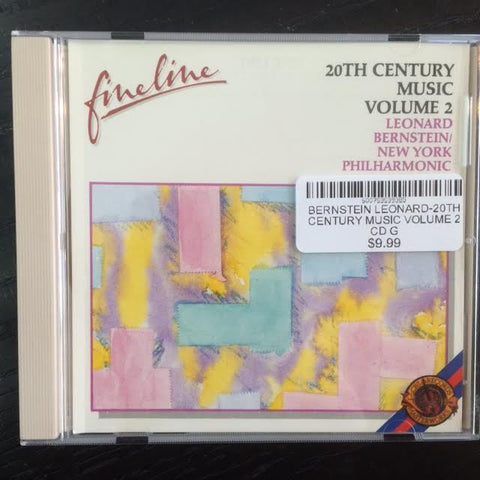 fineline
20TH CENTURY
MUSIC
VOLUME 2
LEONARD
BERNSTEIN/
NEW YORK
PHILHARMONIC
BERNSTEIN LEONARD-20TH
CENTURY MUSIC VOLUME 2
CD G
$9.99